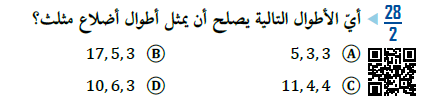 28/2 ◄ أيّ الأطوال التالية يصلح أن يمثل أطوال أضلاع مثلث؟
Ⓐ 5, 3, 3 Ⓑ 17, 5, 3
Ⓒ 11, 4, 4 Ⓓ 10, 6, 3